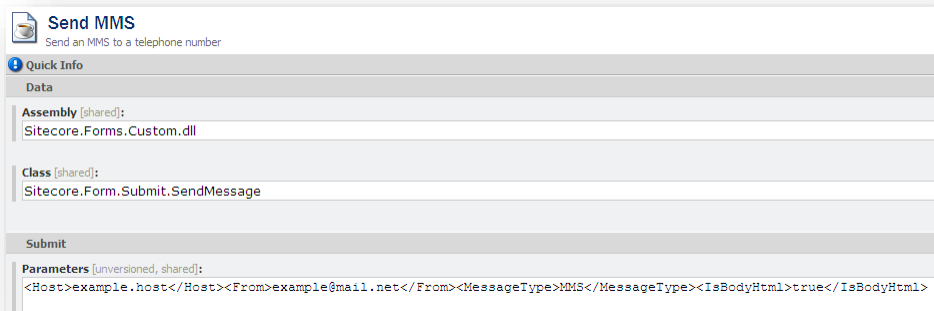 Send MMS
Send an MMS to a telephone number
Quick Info
Data
Assembly [shared]:
Sitecore.Forms.Custom.dll
Class [shared]:
Sitecore.Form.Submit.SendMessage
Submit
Parameters [unversioned, shared]:
<Host>example.host</Host><From>example@mail.net</From><MessageType>MMS</MessageType><IsBodyHtml>true</IsBodyHtml>